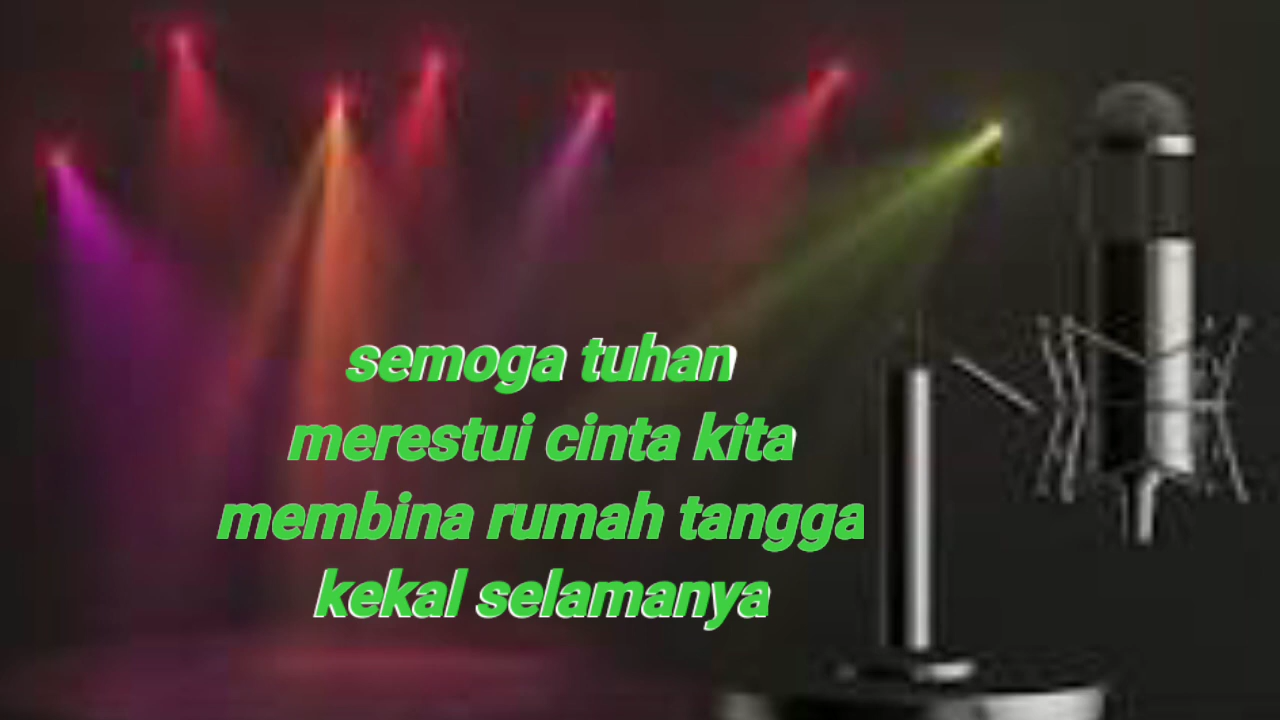 semoga tuhan
merestui cinta kita
membina rumah tangga
kekal selamanya